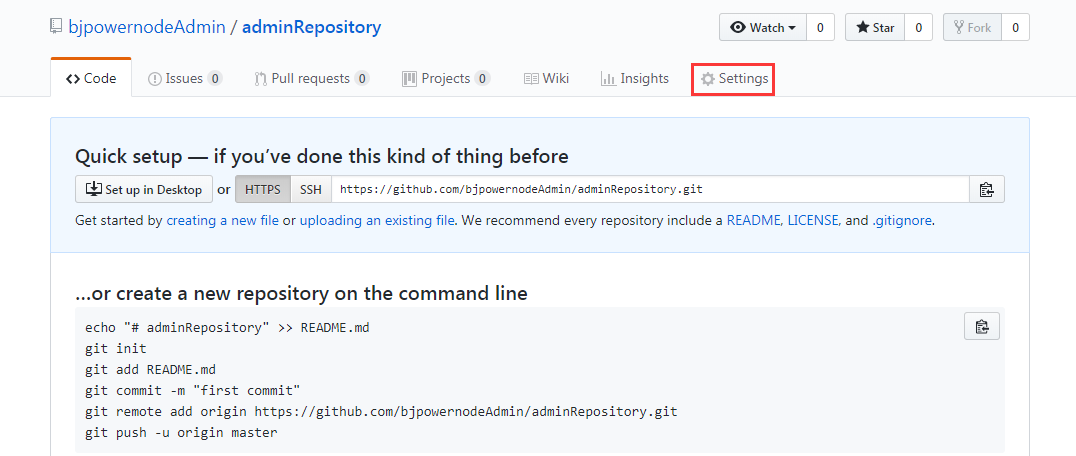 bjpowernodeAdmin / adminRepository
Watch 0 Star 0 Fork 0
Code Issues 0 Pull requests 0 Projects 0 Wiki Insights Settings
Quick setup — if you’ve done this kind of thing before
Set up in Desktop or HTTPS SSH https://github.com/bjpowernodeAdmin/adminRepository.git
Get started by creating a new file or uploading an existing file. We recommend every repository include a README, LICENSE, and .gitignore.
…or create a new repository on the command line
echo "# adminRepository" >> README.md
git init
git add README.md
git commit -m "first commit"
git remote add origin https://github.com/bjpowernodeAdmin/adminRepository.git
git push -u origin master